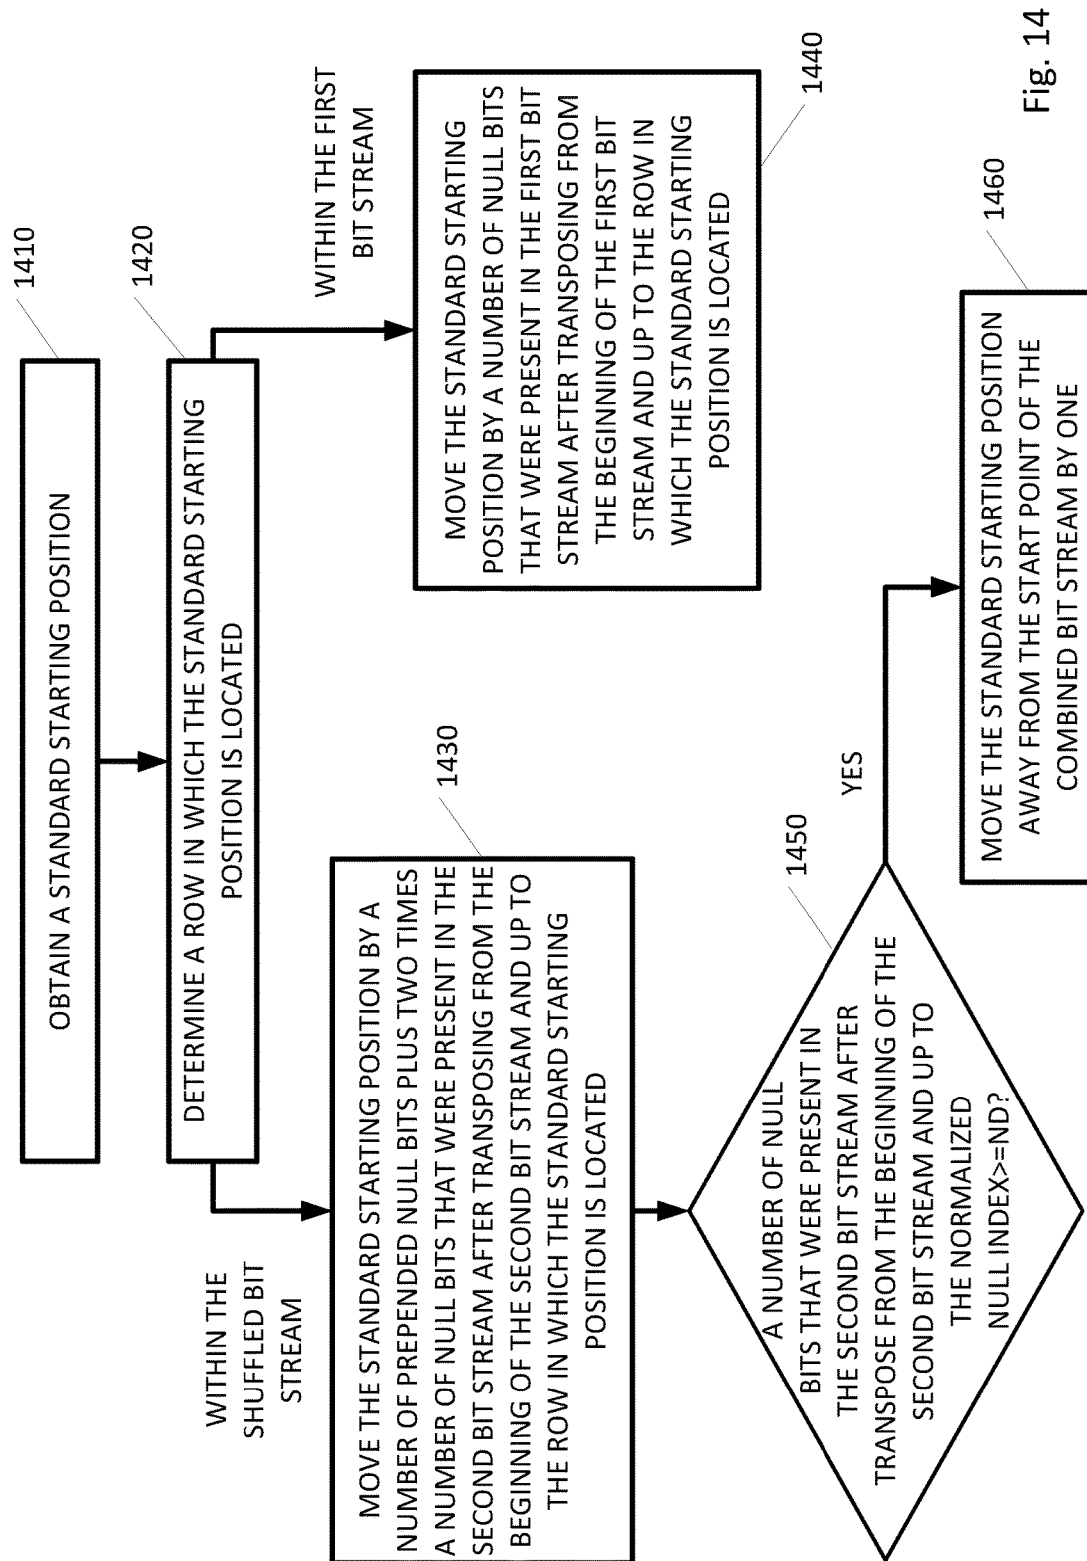 1410
OBTAIN A STANDARD STARTING POSITION
1420
DETERMINE A ROW IN WHICH THE STANDARD STARTING
POSITION IS LOCATED
WITHIN THE
SHUFFLED BIT
STREAM
WITHIN THE FIRST
BIT STREAM
1430
MOVE THE STANDARD STARTING POSITION BY A
NUMBER OF PREPENDED NULL BITS PLUS TWO TIMES
A NUMBER OF NULL BITS THAT WERE PRESENT IN THE
SECOND BIT STREAM AFTER TRANSPOSING FROM THE
BEGINNING OF THE SECOND BIT STREAM AND UP TO
THE ROW IN WHICH THE STANDARD STARTING
POSITION IS LOCATED
MOVE THE STANDARD STARTING
POSITION BY A NUMBER OF NULL BITS
THAT WERE PRESENT IN THE FIRST BIT
STREAM AFTER TRANSPOSING FROM
THE BEGINNING OF THE FIRST BIT
STREAM AND UP TO THE ROW IN
WHICH THE STANDARD STARTING
POSITION IS LOCATED
1440
1450
A NUMBER OF NULL
BITS THAT WERE PRESENT IN
THE SECOND BIT STREAM AFTER
TRANSPOSE FROM THE BEGINNING OF THE
SECOND BIT STREAM AND UP TO
THE NORMALIZED
NULL INDEX>=ND?
YES
1460
MOVE THE STANDARD STARTING POSITION
AWAY FROM THE START POINT OF THE
COMBINED BIT STREAM BY ONE
Fig. 14